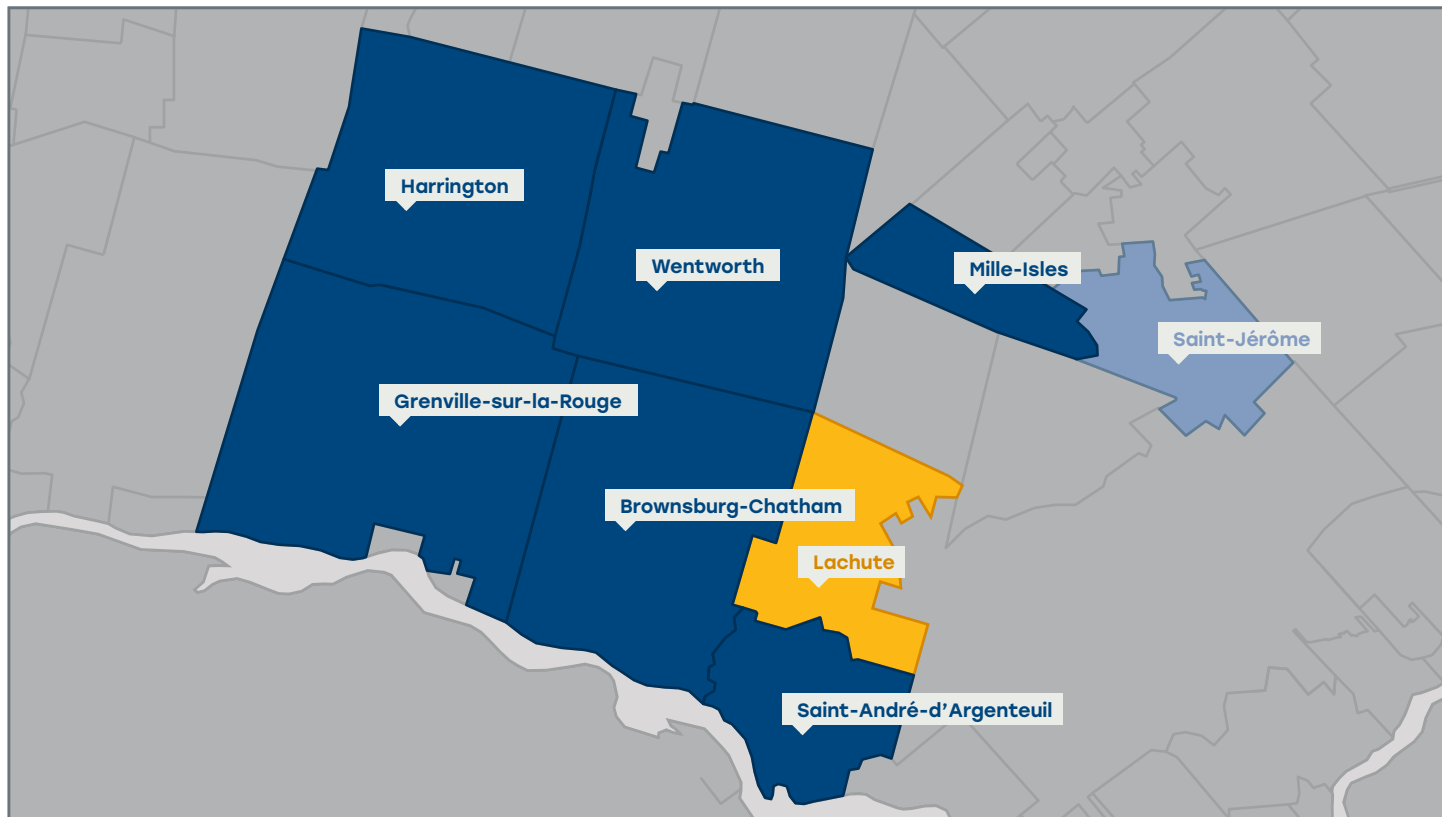 Harrington
Wentworth
Mille-Isles
Saint-Jérôme
Grenville-sur-la-Rouge
Brownsburg-Chatham
Lachute
Saint-André-d’Argenteuil